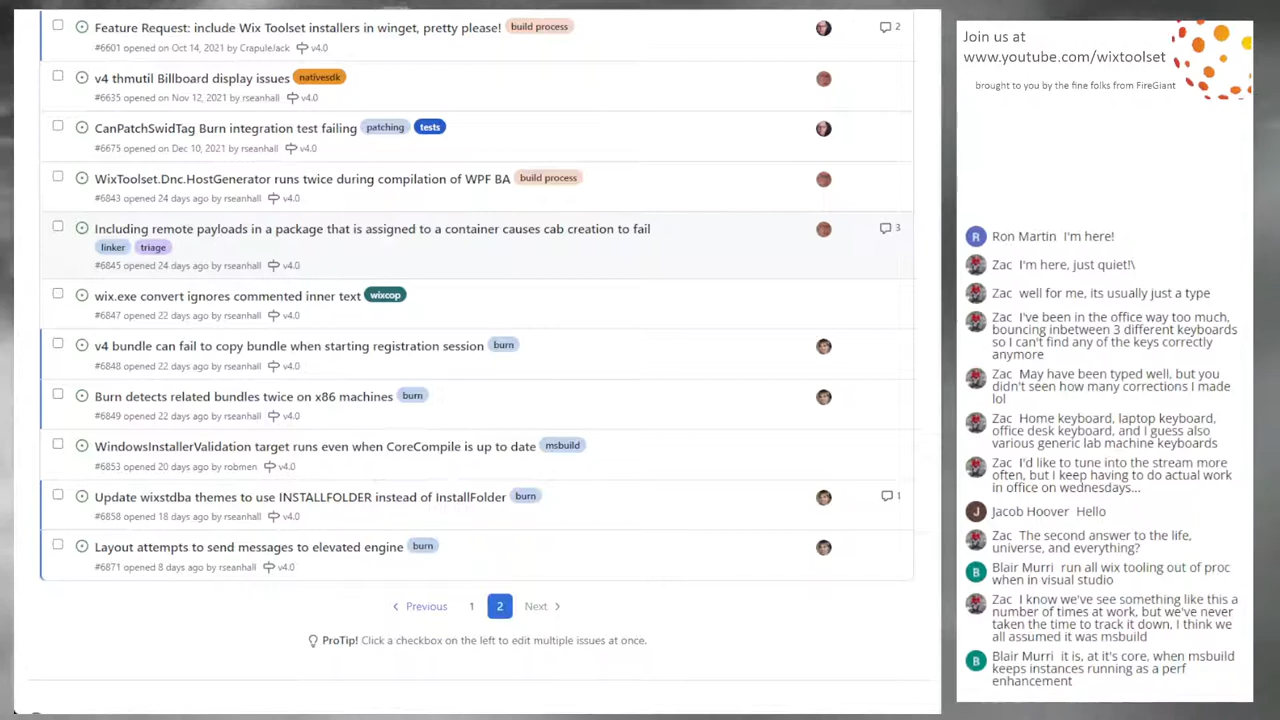 Feature Request: include Wix Toolset installers in winget, pretty please! build process
2
#6601 opened on Oct 14, 2021 by CrapuleJack v4.0
v4 thmutil Billboard display issues nativesdk
#6635 opened on Nov 12, 2021 by rseanhall v4.0
CanPatchSwidTag Burn integration test failing patching tests
#6675 opened on Dec 10, 2021 by rseanhall v4.0
WixToolset.Dnc.HostGenerator runs twice during compilation of WPF BA build process
#6843 opened 24 days ago by rseanhall v4.0
Including remote payloads in a package that is assigned to a container causes cab creation to fail
3
linker triage
#6845 opened 24 days ago by rseanhall v4.0
wix.exe convert ignores commented inner text wixcop
#6847 opened 22 days ago by rseanhall v4.0
v4 bundle can fail to copy bundle when starting registration session burn
#6848 opened 22 days ago by rseanhall v4.0
Burn detects related bundles twice on x86 machines burn
#6849 opened 22 days ago by rseanhall v4.0
WindowsInstallerValidation target runs even when CoreCompile is up to date msbuild
#6853 opened 20 days ago by robmen v4.0
Update wixstdba themes to use INSTALLFOLDER instead of InstallFolder burn
1
#6858 opened 18 days ago by rseanhall v4.0
Layout attempts to send messages to elevated engine burn
#6871 opened 8 days ago by rseanhall v4.0
Previous 1 2 Next
ProTip! Click a checkbox on the left to edit multiple issues at once.
Join us at
www.youtube.com/wixtoolset
brought to you by the fine folks from FireGiant
R Ron Martin I'm here!
Zac I'm here, just quiet!\
Zac well for me, its usually just a type
Zac I've been in the office way too much,
bouncing inbetween 3 different keyboards
so I can't find any of the keys correctly
anymore
Zac May have been typed well, but you
didn't seen how many corrections I made
lol
Zac Home keyboard, laptop keyboard,
office desk keyboard, and I guess also
various generic lab machine keyboards
Zac I'd like to tune into the stream more
often, but I keep having to do actual work
in office on wednesdays...
J Jacob Hoover Hello
Zac The second answer to the life,
universe, and everything?
B Blair Murri run all wix tooling out of proc
when in visual studio
Zac I know we've see something like this a
number of times at work, but we've never
taken the time to track it down, I think we
all assumed it was msbuild
B Blair Murri it is, at it's core, when msbuild
keeps instances running as a perf
enhancement